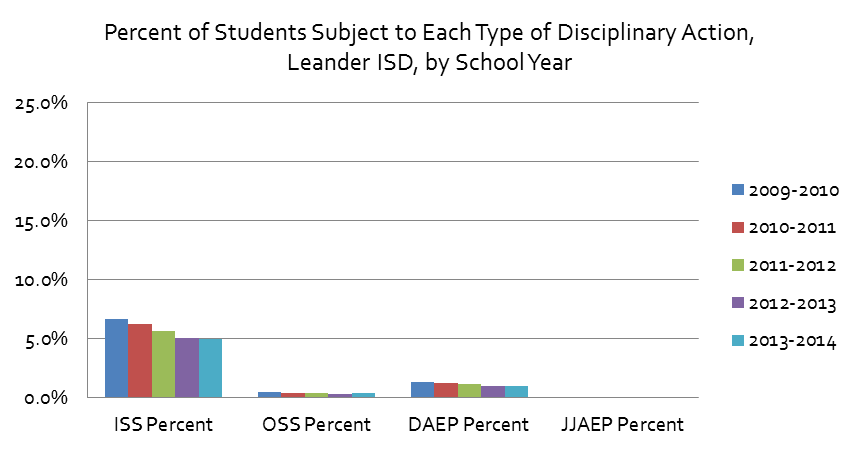 Percent of Students Subject to Each Type of Disciplinary Action,
Leander ISD, by School Year
25.0%
20.0%
15.0%
10.0%
5.0%
0.0%
ISS Percent
OSS Percent
DAEP Percent
JJAEP Percent
2009-2010
2010-2011
2011-2012
2012-2013
2013-2014